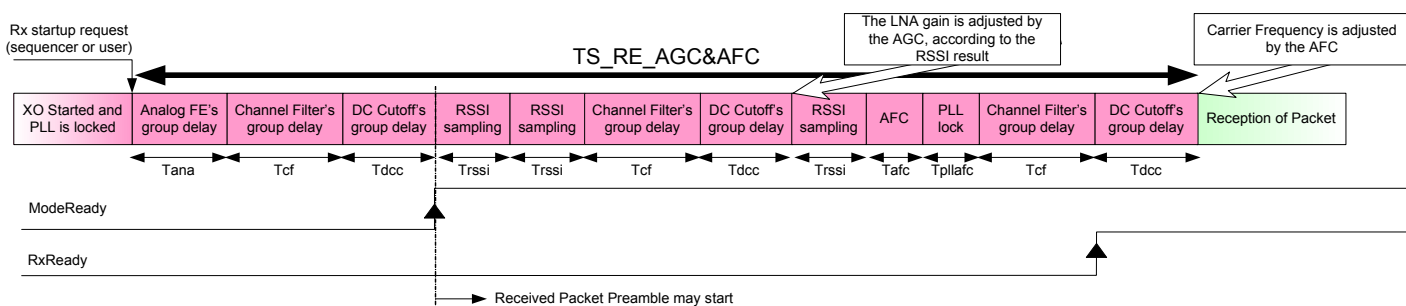 Rx startup request
(sequencer or user)
TS_RE_AGC&AFC
The LNA gain is adjusted by
the AGC, according to the
RSSI result
Carrier Frequency is adjusted
by the AFC
XO Started and
PLL is locked
Analog FE's
group delay
Channel Filter's
group delay
DC Cutoff's
group delay
RSSI
sampling
RSSI
sampling
Channel Filter's
group delay
DC Cutoff's
group delay
RSSI
sampling
AFC
PLL
lock
Channel Filter's
group delay
DC Cutoff's
group delay
Reception of Packet
Tana
Tcf
Tdcc
Trssi
Trssi
Tcf
Tdcc
Trssi
Tafc
Tpllafc
Tcf
Tdcc
ModeReady
RxReady
Received Packet Preamble may start